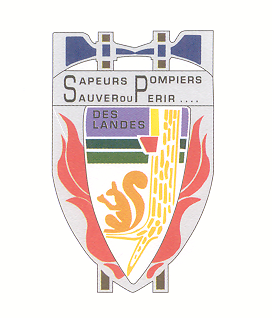 SAPEURS POMPIERS
SAUVER OU PERIR ....
DES
LANDES